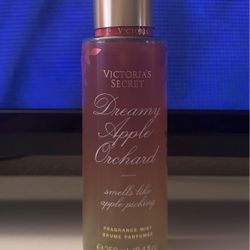 VICTORIA'S
SECRET
Dreamy
Apple
Orchard
smells like
apple picking
FRAGRANCE MIST
BRUME PARFUMÉE